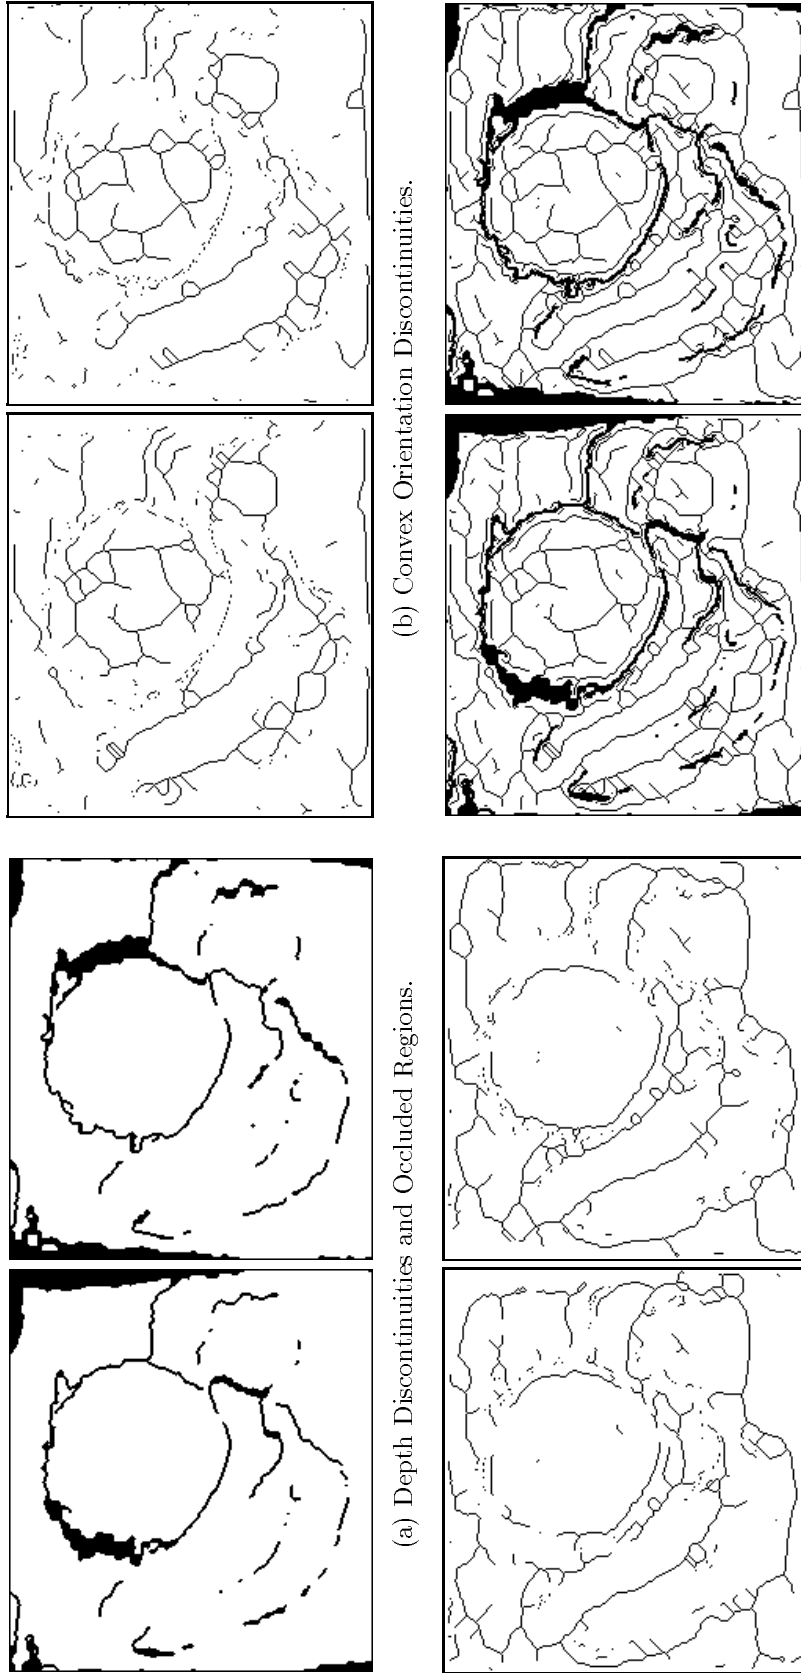 (a) Depth Discontinuities and Occluded Regions.
(b) Convex Orientation Discontinuities.